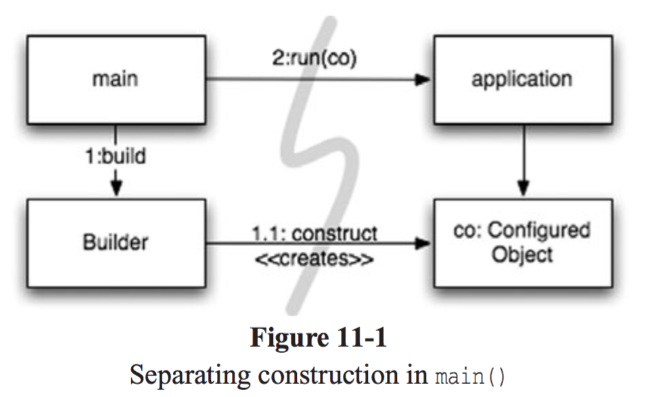 main
2:run(co)
application
1:build
Builder
1.1: construct
<<creates>>
co: Configured
Object
Figure 11-1
Separating construction in main()